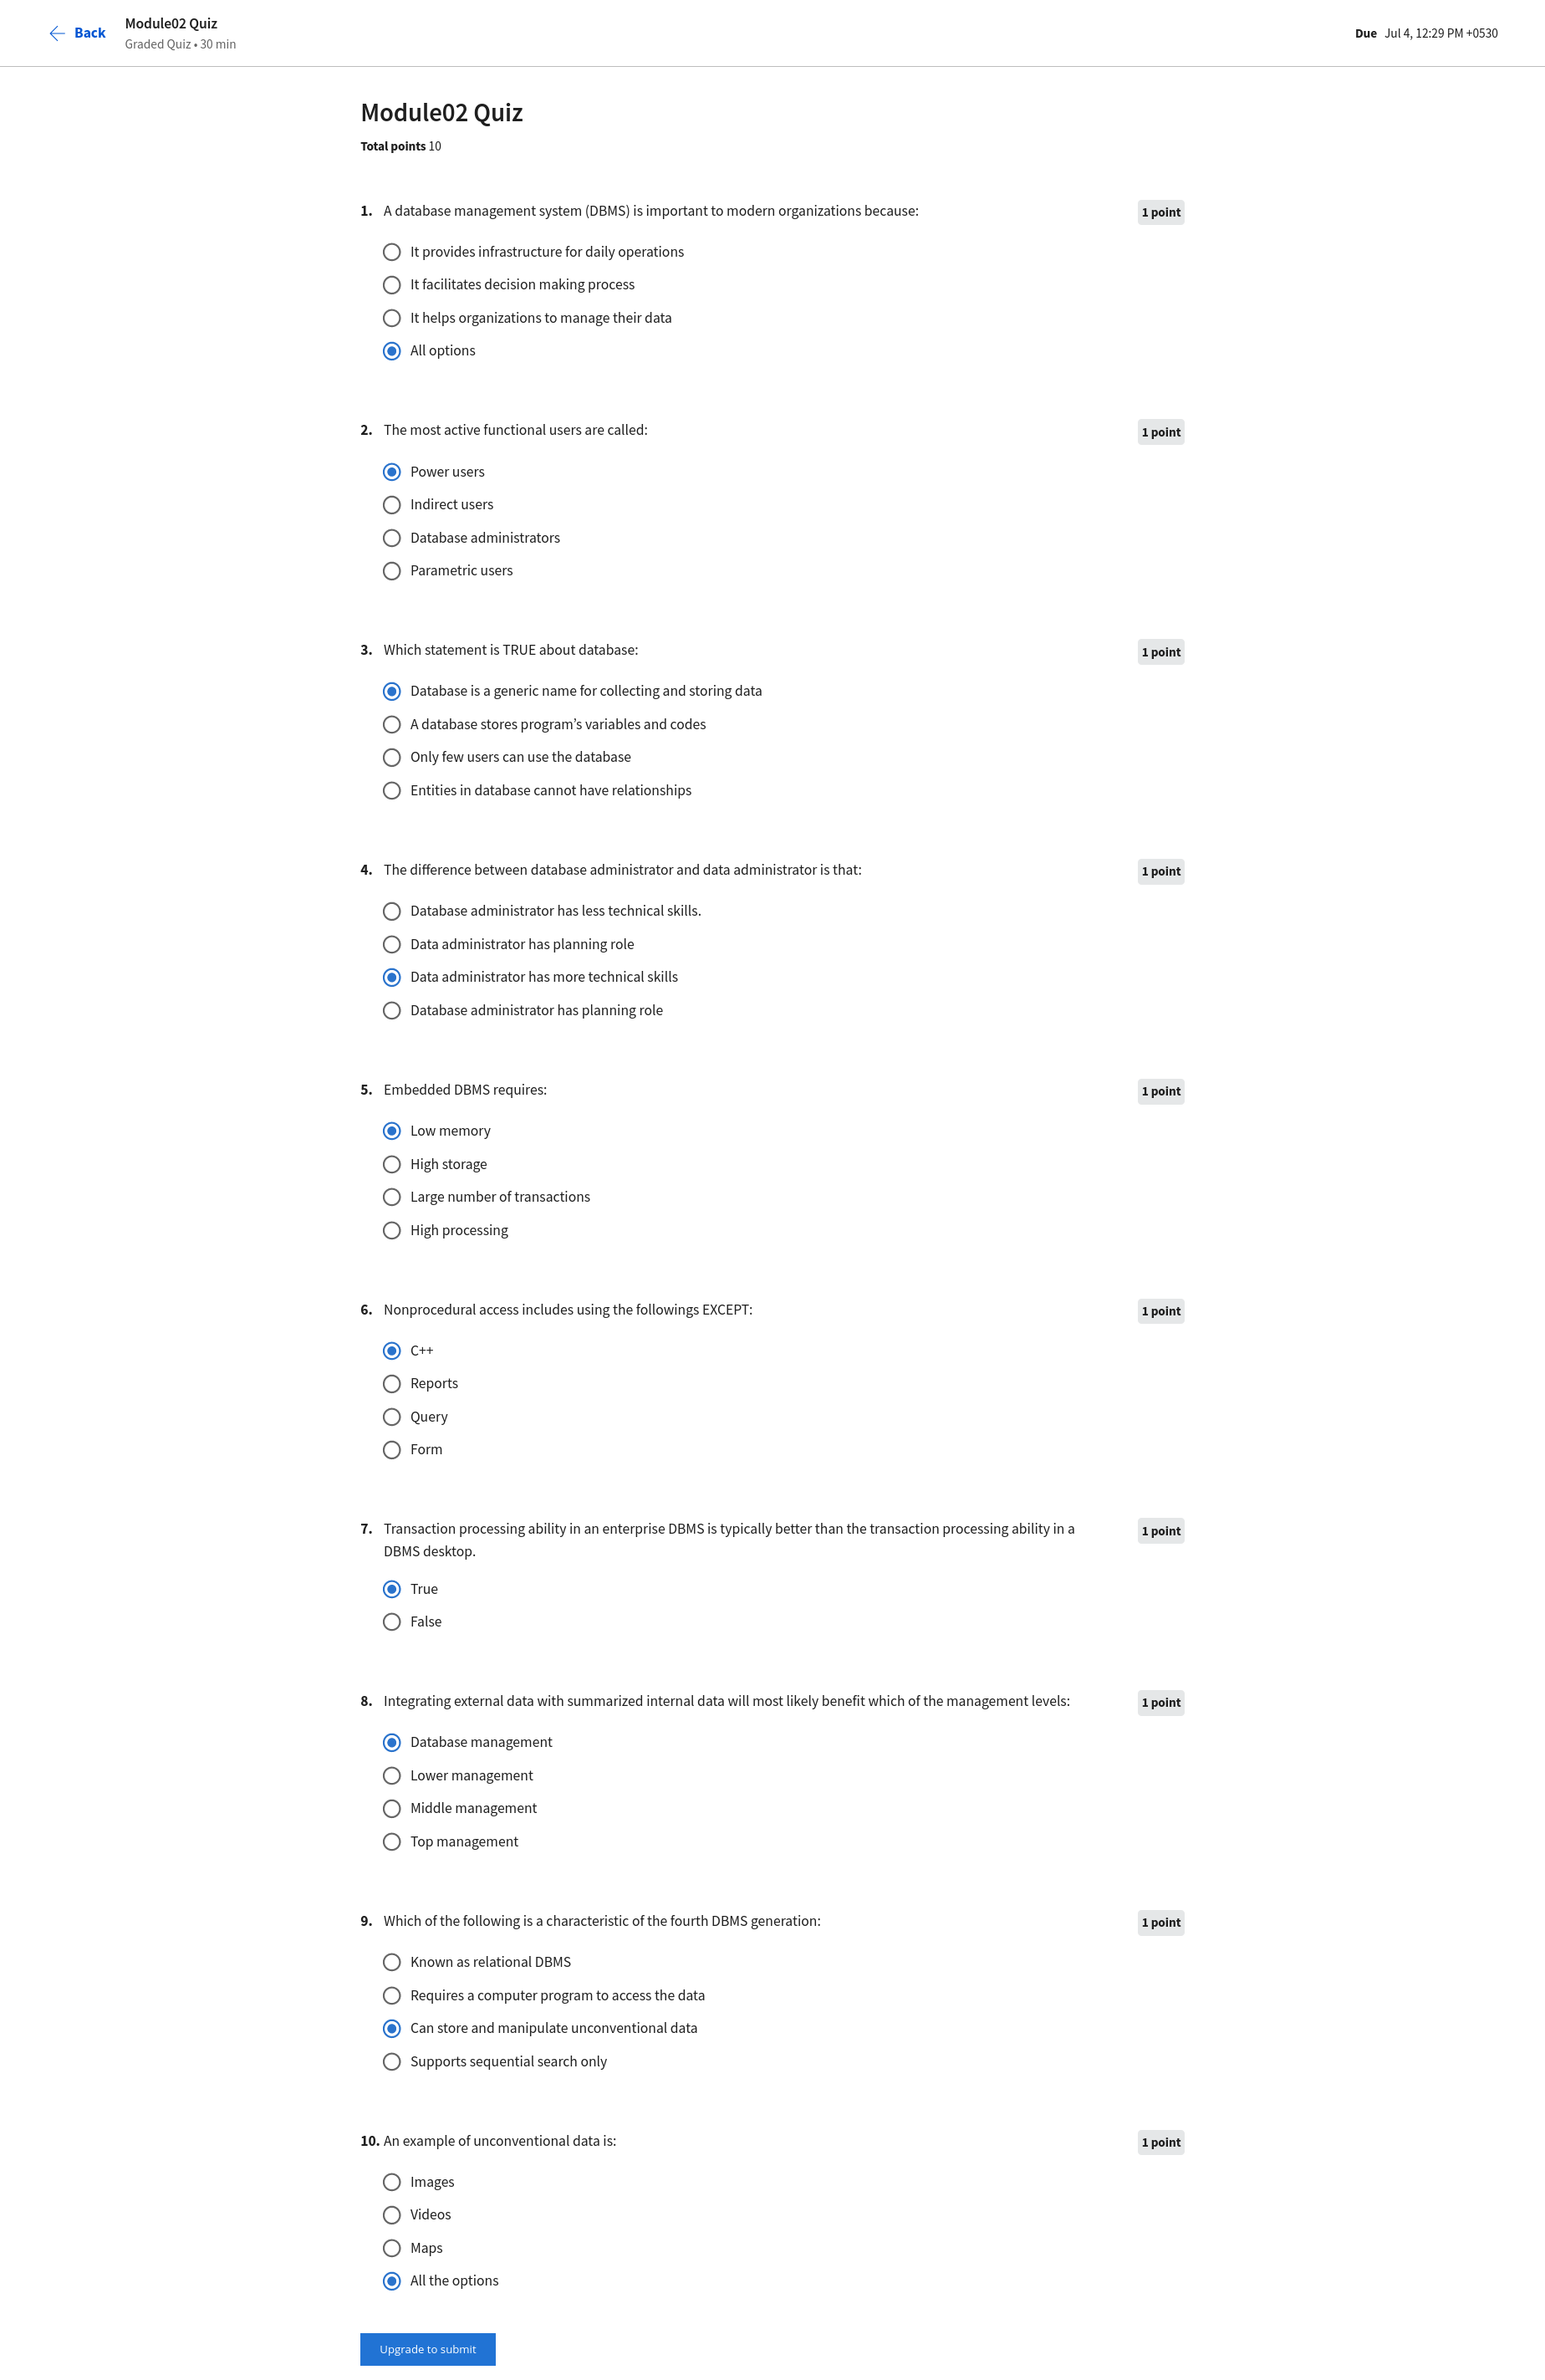 Back
Module02 Quiz
Graded Quiz • 30 min
Due Jul 4, 12:29 PM +0530
Module02 Quiz
Total points 10
1. A database management system (DBMS) is important to modern organizations because:
1 point
It provides infrastructure for daily operations
It facilitates decision making process
It helps organizations to manage their data
All options
2. The most active functional users are called:
1 point
Power users
Indirect users
Database administrators
Parametric users
3. Which statement is TRUE about database:
1 point
Database is a generic name for collecting and storing data
A database stores program’s variables and codes
Only few users can use the database
Entities in database cannot have relationships
4. The difference between database administrator and data administrator is that:
1 point
Database administrator has less technical skills.
Data administrator has planning role
Data administrator has more technical skills
Database administrator has planning role
5. Embedded DBMS requires:
1 point
Low memory
High storage
Large number of transactions
High processing
6. Nonprocedural access includes using the followings EXCEPT:
1 point
C++
Reports
Query
Form
7. Transaction processing ability in an enterprise DBMS is typically better than the transaction processing ability in a
DBMS desktop.
1 point
True
False
8. Integrating external data with summarized internal data will most likely benefit which of the management levels:
1 point
Database management
Lower management
Middle management
Top management
9. Which of the following is a characteristic of the fourth DBMS generation:
1 point
Known as relational DBMS
Requires a computer program to access the data
Can store and manipulate unconventional data
Supports sequential search only
10. An example of unconventional data is:
1 point
Images
Videos
Maps
All the options
Upgrade to submit